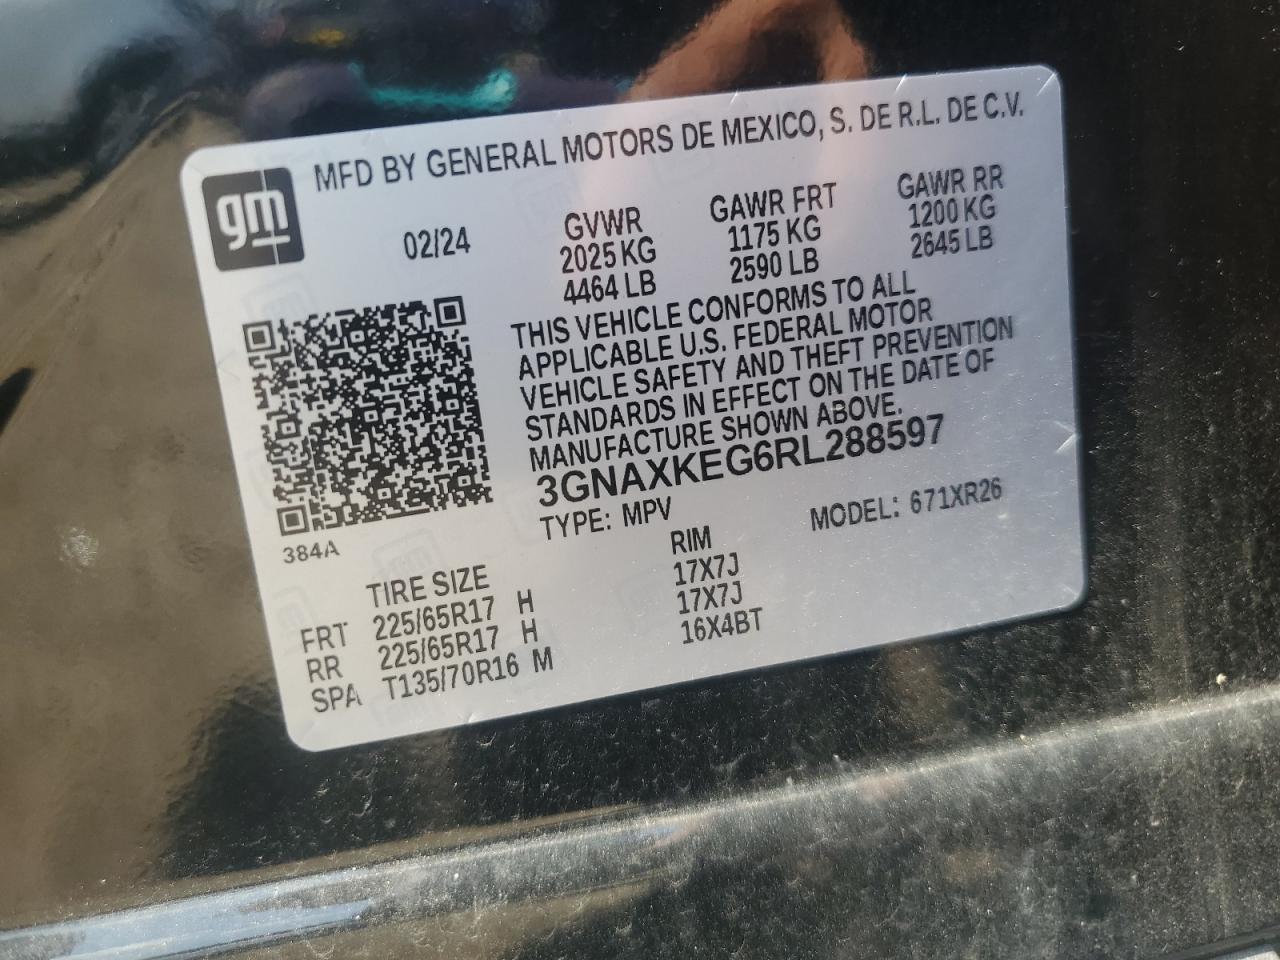 MFD BY GENERAL MOTORS DE MEXICO, S. DE R.L. DE C.V.
gm
02/24
GVWR
2025 KG
4464 LB
GAWR FRT
1175 KG
2590 LB
GAWR RR
1200 KG
2645 LB
THIS VEHICLE CONFORMS TO ALL
APPLICABLE U.S. FEDERAL MOTOR
VEHICLE SAFETY AND THEFT PREVENTION
STANDARDS IN EFFECT ON THE DATE OF
MANUFACTURE SHOWN ABOVE.
3GNAXKEG6RL288597
TYPE: MPV MODEL: 671XR26
384A
TIRE SIZE RIM
FRT 225/65R17 H 17X7J
RR 225/65R17 H 17X7J
SPA T135/70R16 M 16X4BT